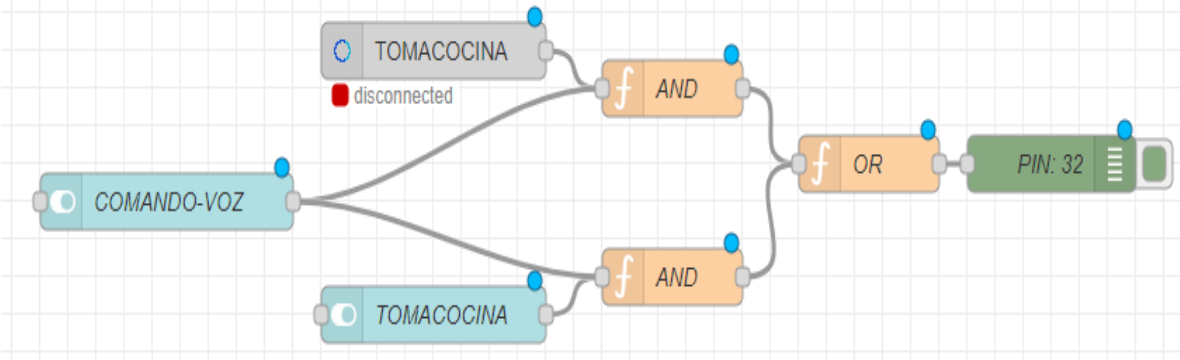 TOMACOCINA
disconnected
AND
OR
PIN: 32
COMANDO-VOZ
AND
TOMACOCINA